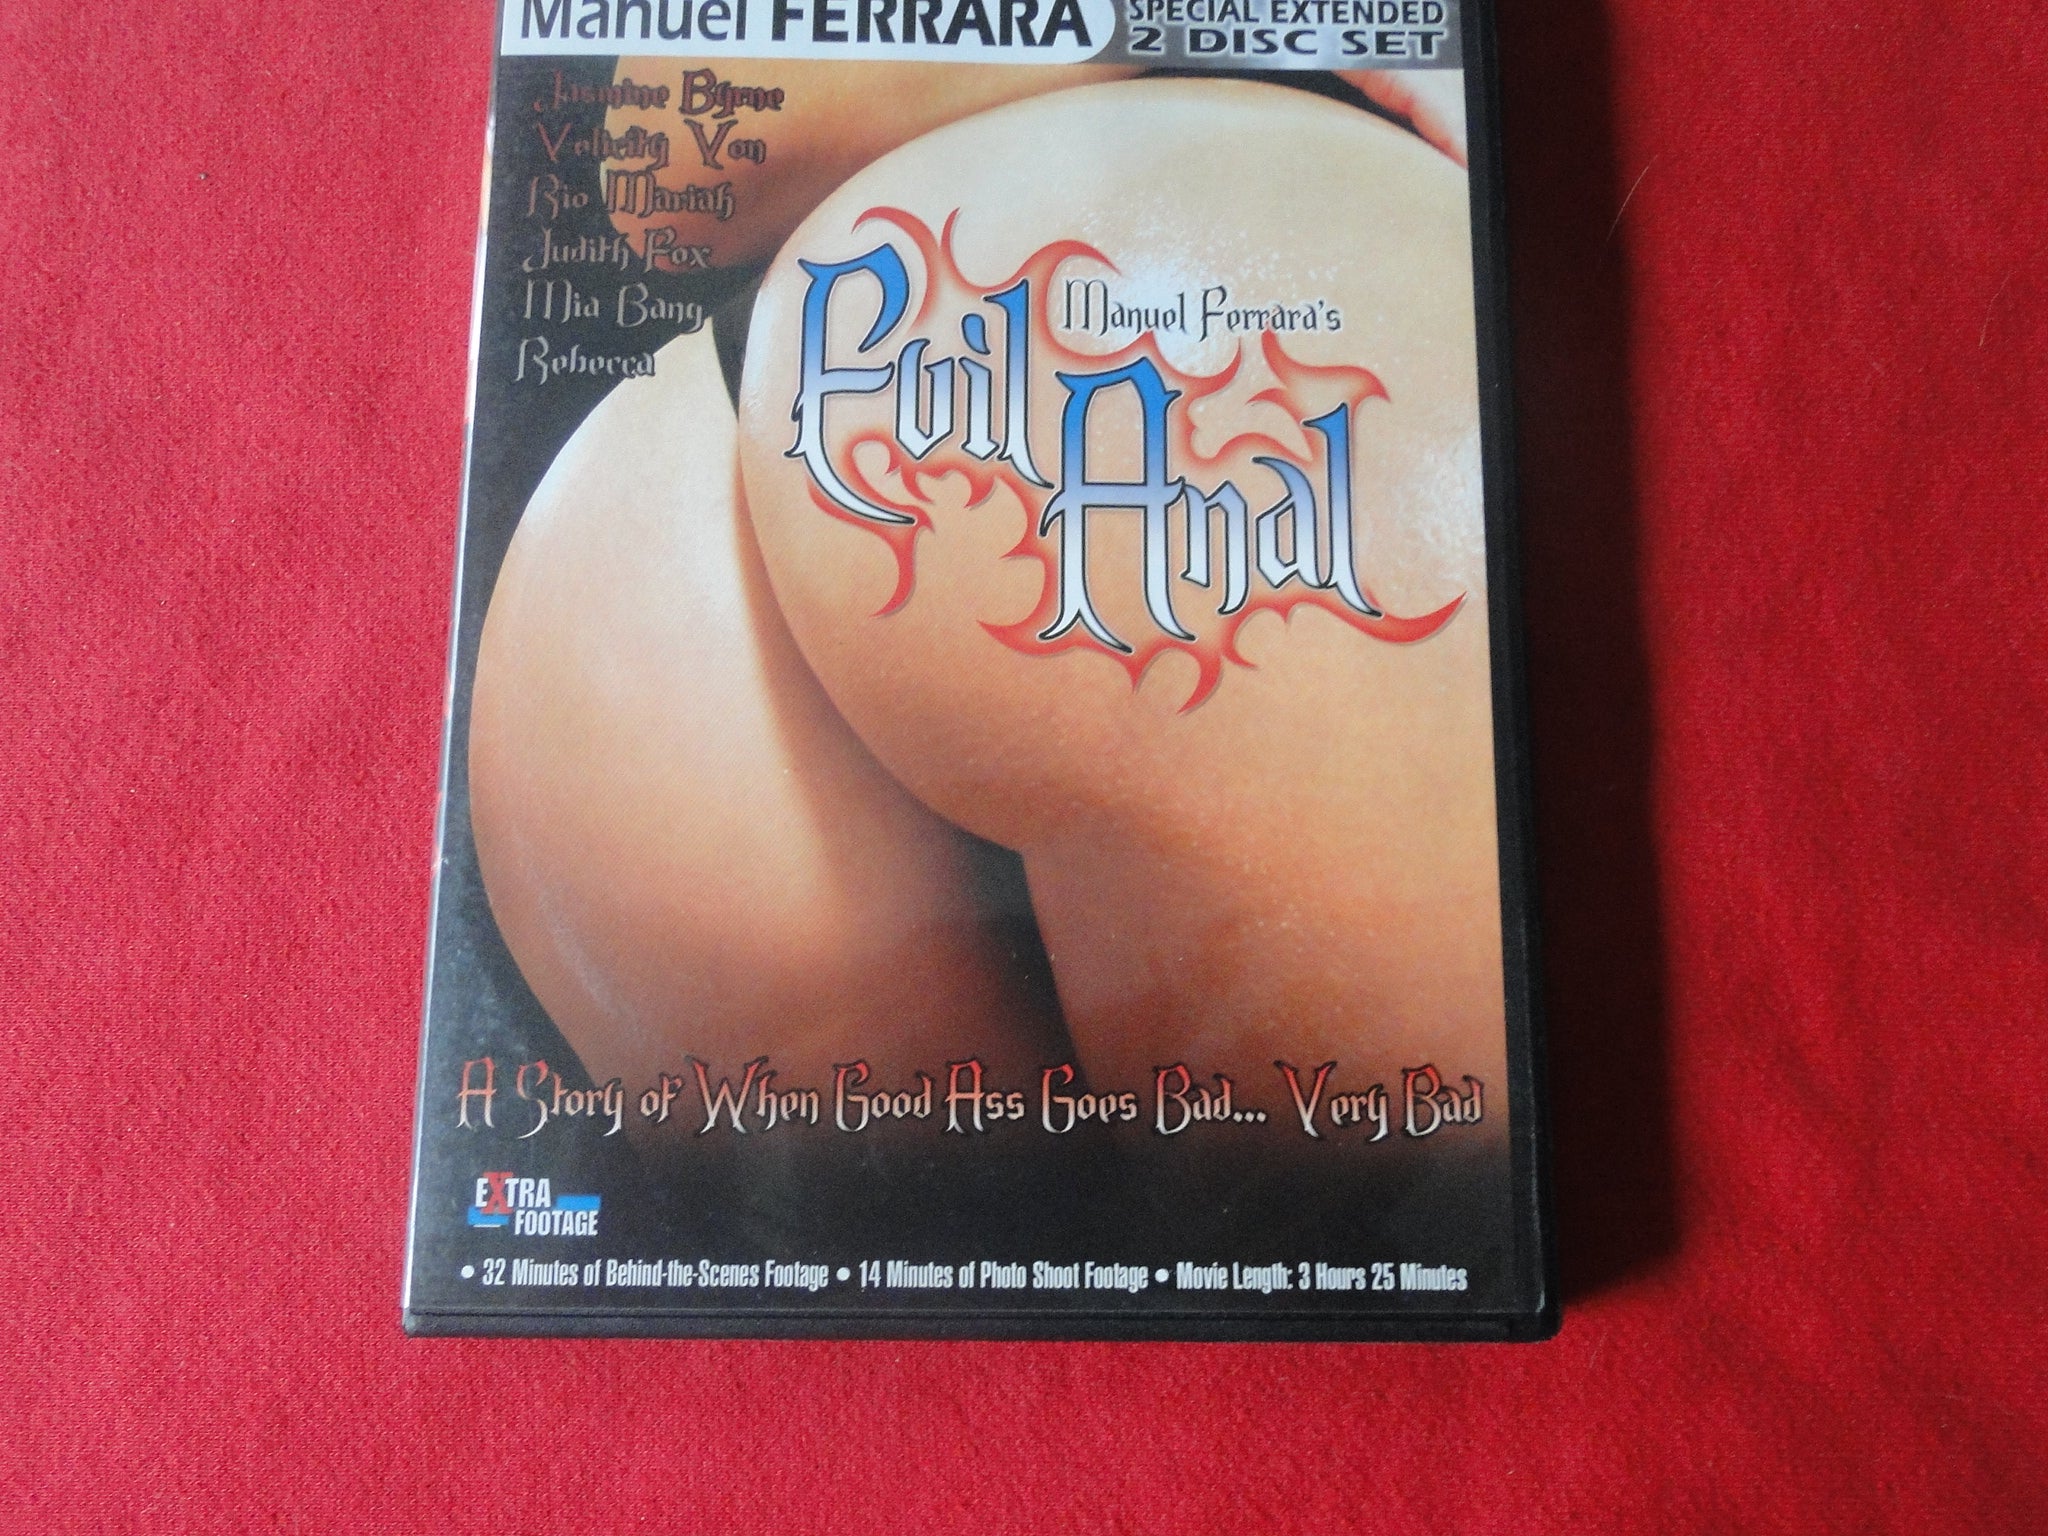 Manuel FERRARA
SPECIAL EXTENDED
2 DISC SET
Jasmine Byrne
Velicity Von
Rio Mariah
Judith Fox
Mia Bang
Rebecca
Manuel Ferrara's
Evil
Anal
A Story of When Good Ass Goes Bad... Very Bad
EXTRA
FOOTAGE
• 32 Minutes of Behind-the-Scenes Footage • 14 Minutes of Photo Shoot Footage • Movie Length: 3 Hours 25 Minutes